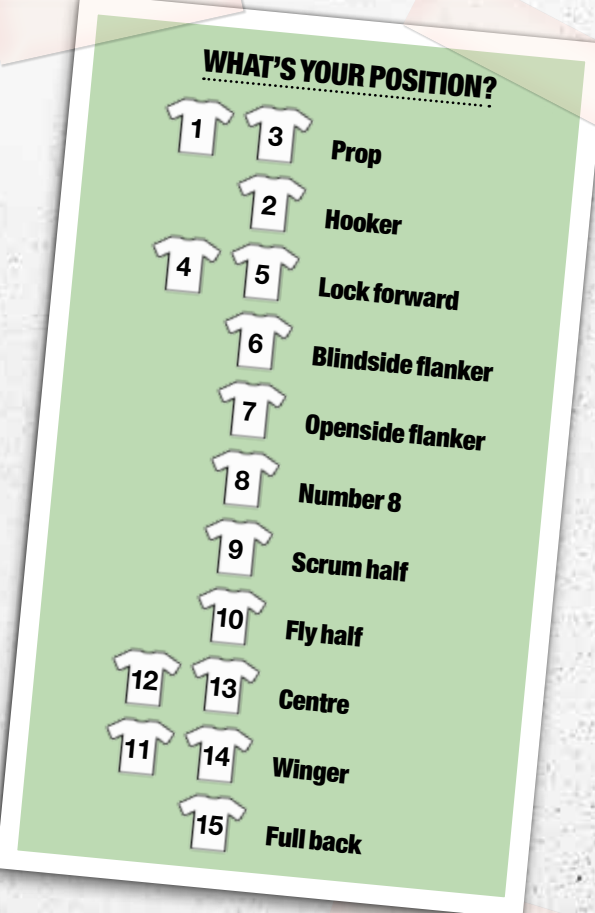 WHAT'S YOUR POSITION?
1 3 Prop
2 Hooker
4 5 Lock forward
6 Blindside flanker
7 Openside flanker
8 Number 8
9 Scrum half
10 Fly half
12 13 Centre
11 14 Winger
15 Full back